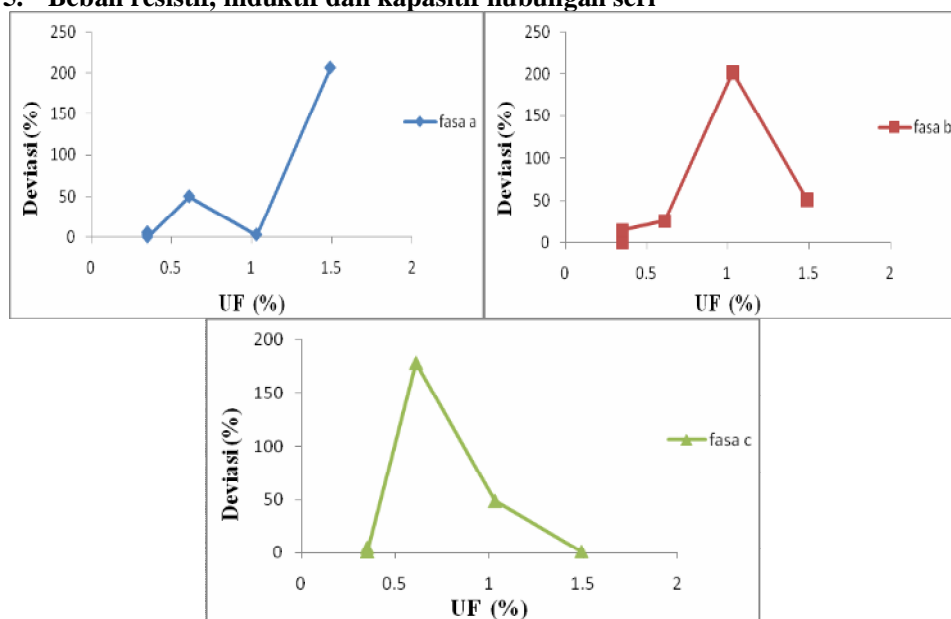 5. Beban resistif, induktif dan kapasitif hubungan seri
250
200
150
100
50
0
Deviasi (%)
0 0.5 1 1.5 2
UF (%)
fasa a
250
200
150
100
50
0
Deviasi (%)
0 0.5 1 1.5 2
UF (%)
fasa b
200
150
100
50
0
Deviasi (%)
0 0.5 1 1.5 2
UF (%)
fasa c